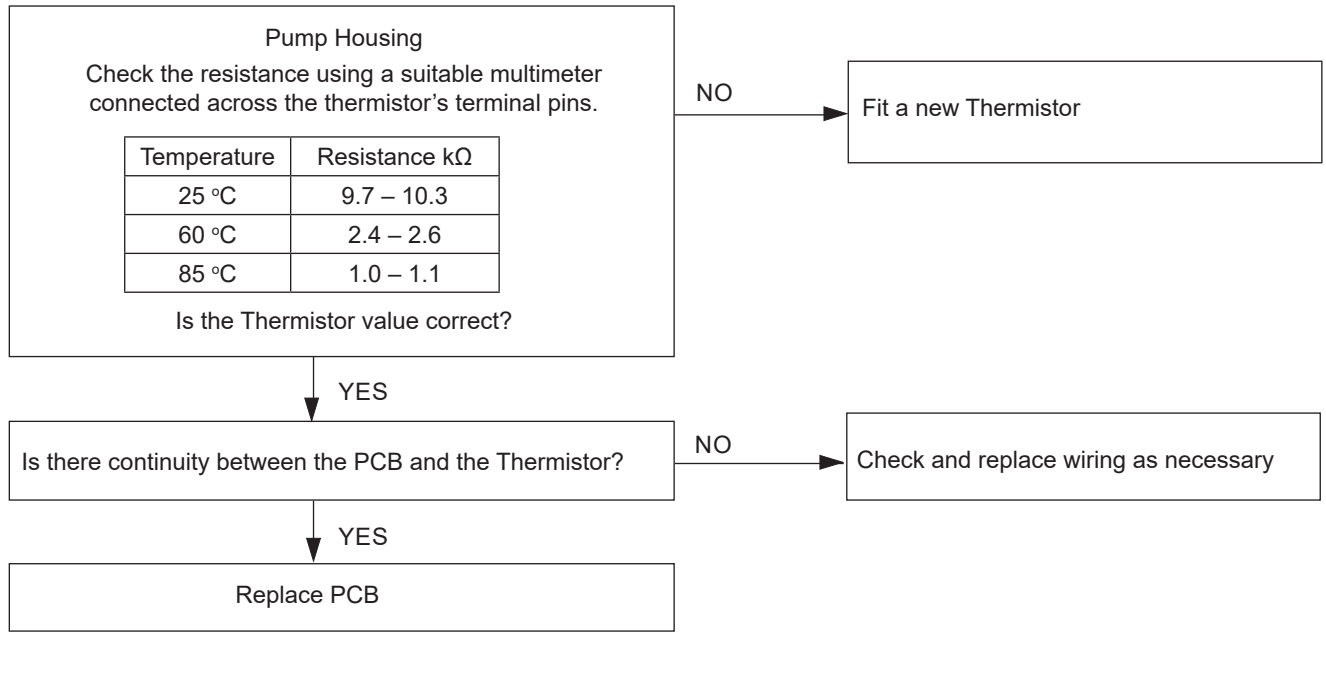 Pump Housing
Check the resistance using a suitable multimeter
connected across the thermistor’s terminal pins.
Temperature Resistance kΩ
25 ºC 9.7 – 10.3
60 ºC 2.4 – 2.6
85 ºC 1.0 – 1.1
Is the Thermistor value correct?
NO
Fit a new Thermistor
YES
Is there continuity between the PCB and the Thermistor?
NO
Check and replace wiring as necessary
YES
Replace PCB